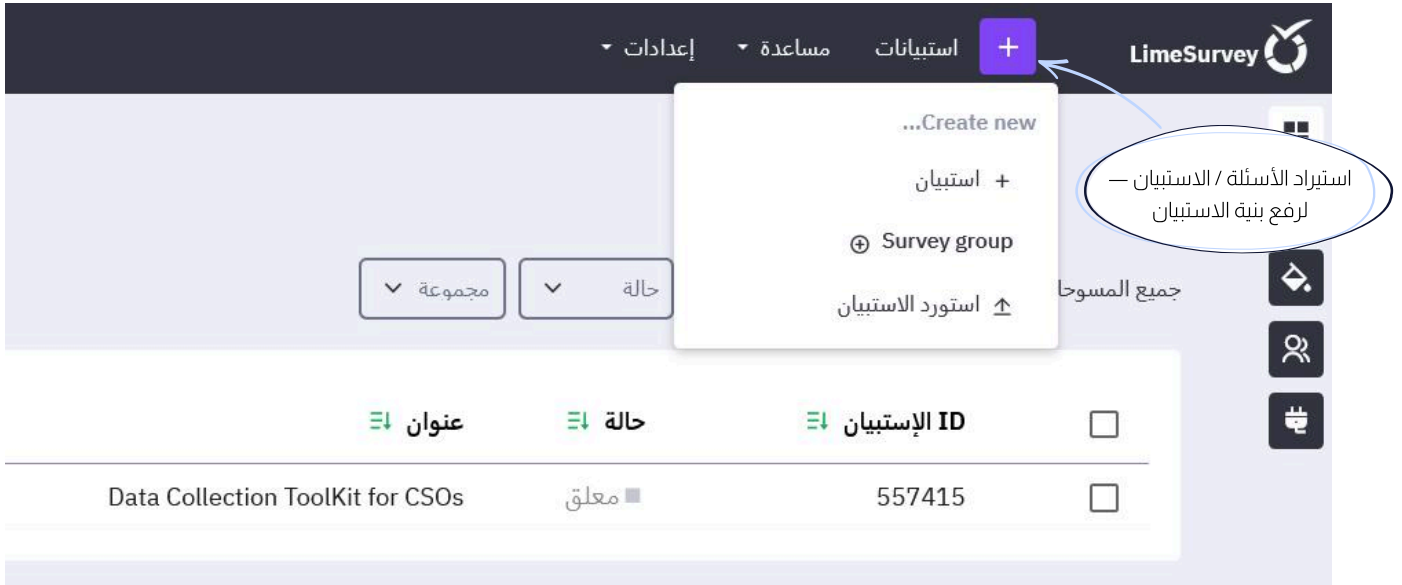 LimeSurvey
+ استبيانات مساعدة إعدادات
Create new...
+ استبيان
Survey group
استورد الاستبيان
استيراد الأسئلة / الاستبيان —
لرفع بنية الاستبيان
جميع المسوحا
حالة
مجموعة
ID الإستبيان حالة عنوان
557415 معلق Data Collection ToolKit for CSOs